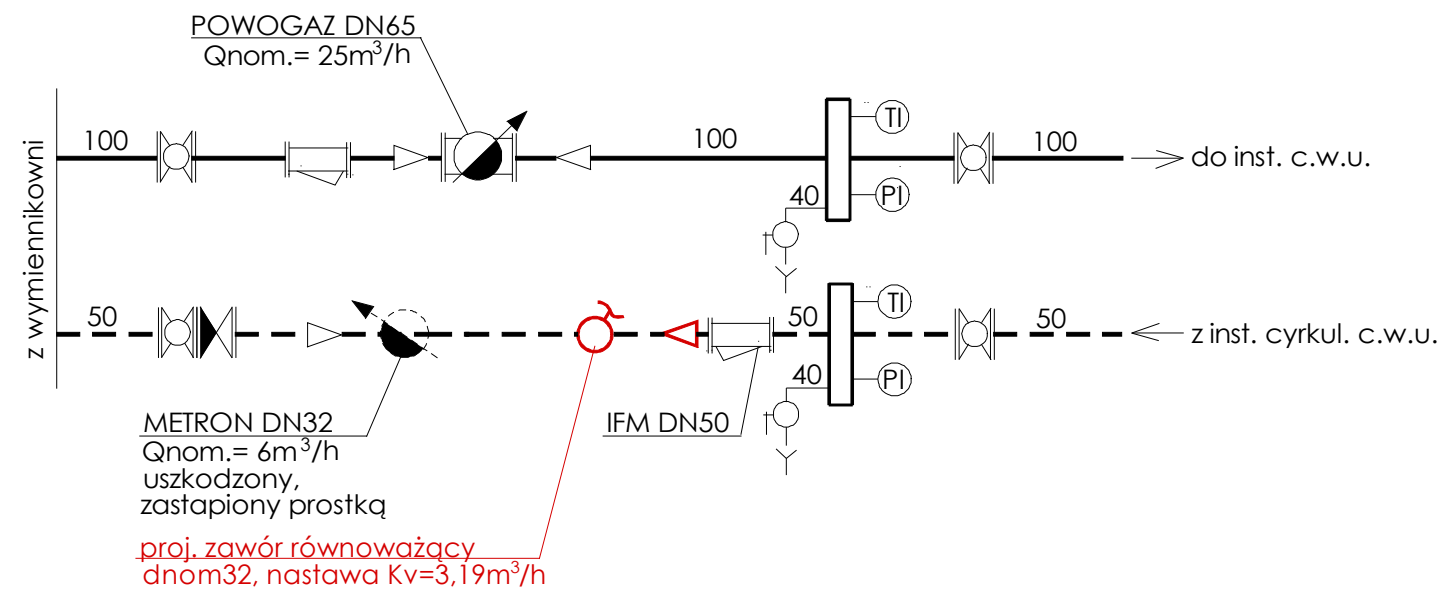 POWOGAZ DN65
Qnom.= 25m³/h
z wymiennikowni
100
100
TI
100
do inst. c.w.u.
40
PI
50
50
TI
50
z inst. cyrkul. c.w.u.
40
PI
METRON DN32
Qnom.= 6m³/h
uszkodzony,
zastapiony prostką
IFM DN50
proj. zawór równoważący
dnom32, nastawa Kv=3,19m³/h